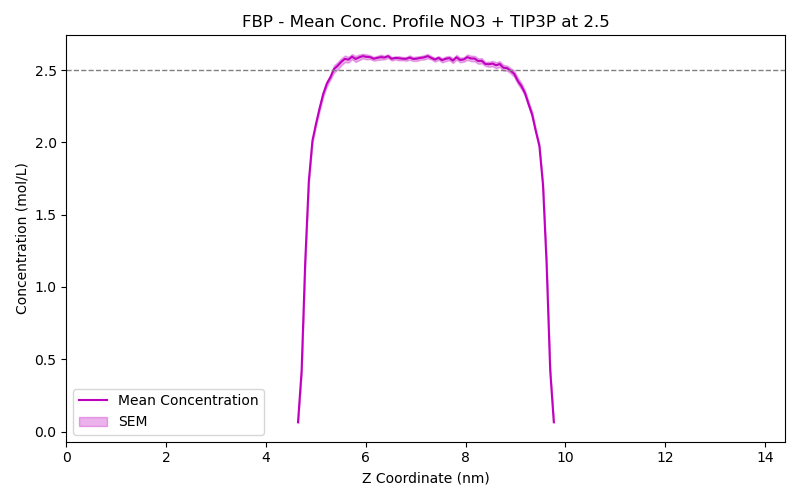 FBP - Mean Conc. Profile NO3 + TIP3P at 2.5
Concentration (mol/L)
2.5
2.0
1.5
1.0
0.5
0.0
Mean Concentration
SEM
0 2 4 6 8 10 12 14
Z Coordinate (nm)